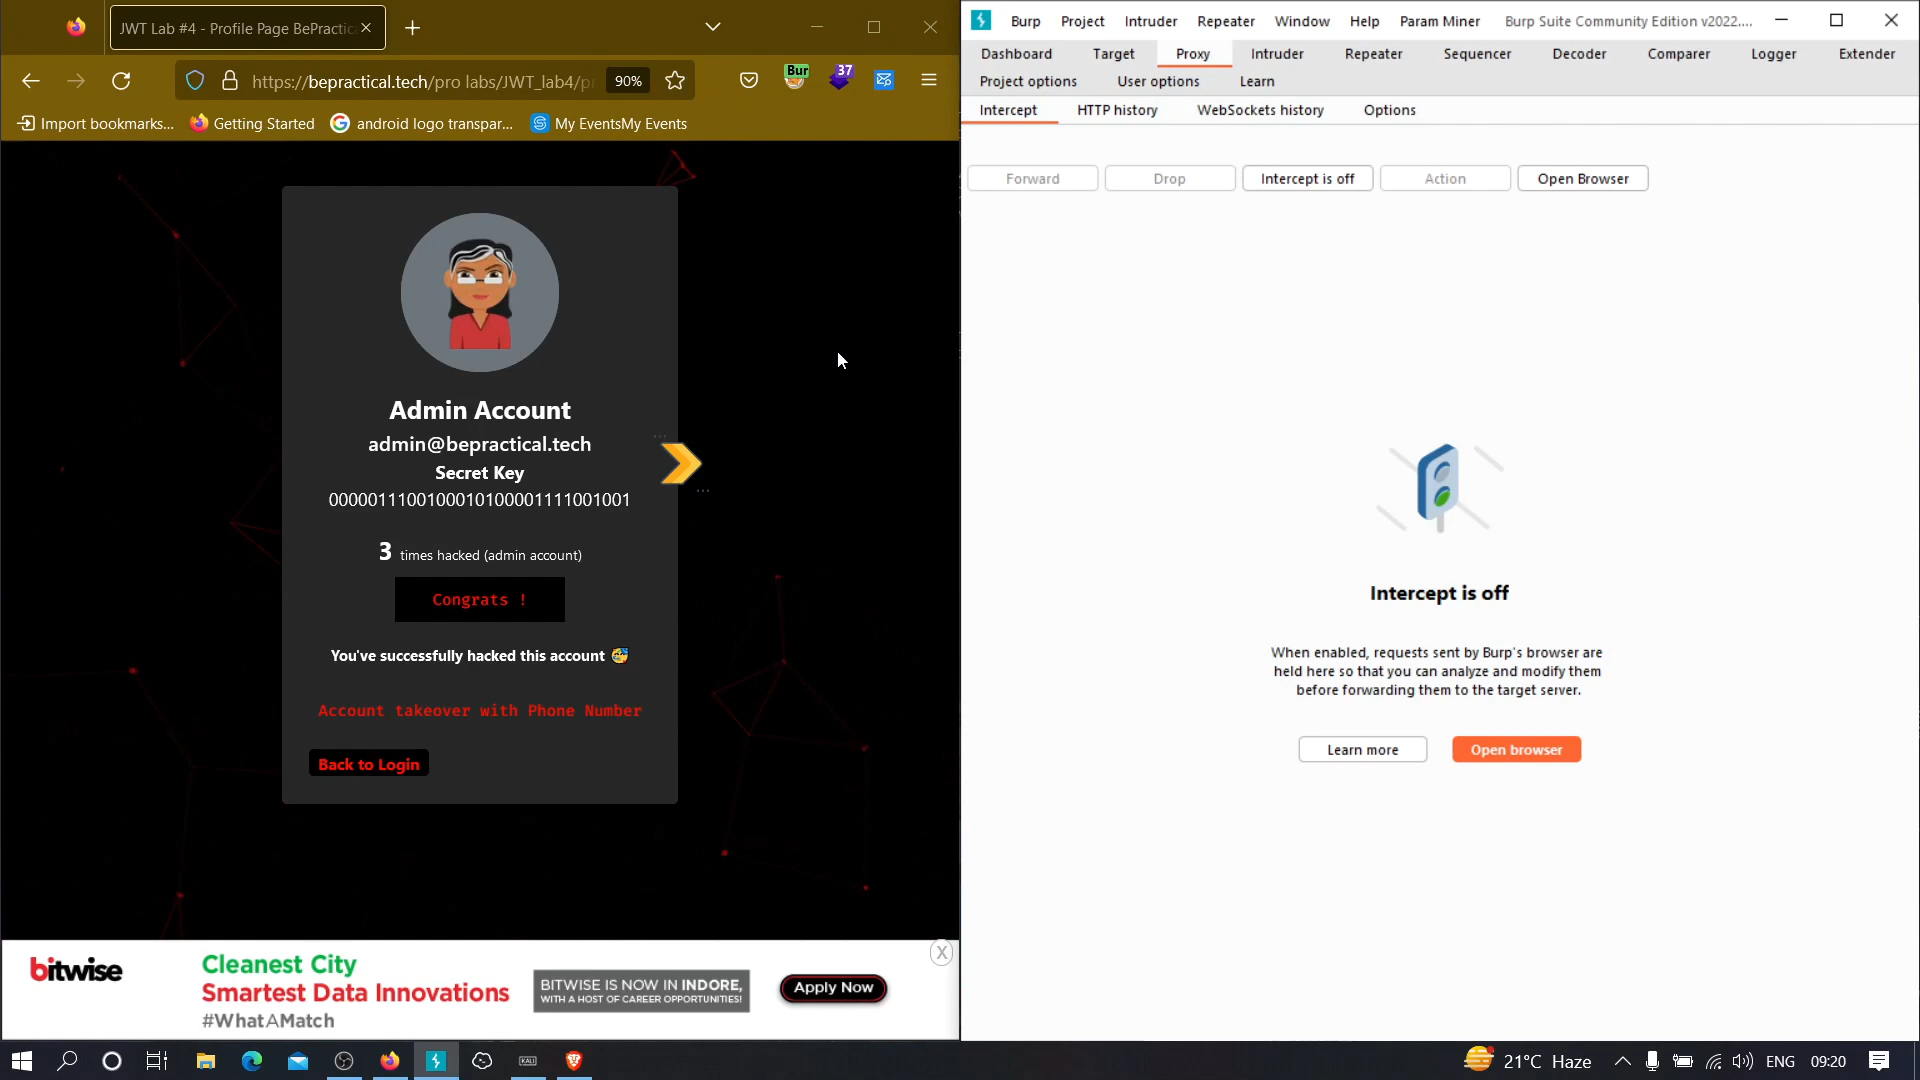 JWT Lab #4 - Profile Page BePractic
https://bepractical.tech/pro labs/JWT_lab4/pr
90%
Bur
37
Import bookmarks...
Getting Started
android logo transpar...
My EventsMy Events
Admin Account
admin@bepractical.tech
Secret Key
00000111001000101000011110010​01
3 times hacked (admin account)
Congrats !
You've successfully hacked this account
Account takeover with Phone Number
Back to Login
bitwise
Cleanest City
Smartest Data Innovations
#WhatAMatch
BITWISE IS NOW IN INDORE,
WITH A HOST OF CAREER OPPORTUNITIES!
Apply Now
X
Burp Project Intruder Repeater Window Help Param Miner Burp Suite Community Edition v2022....
Dashboard Target Proxy Intruder Repeater Sequencer Decoder Comparer Logger Extender
Project options User options Learn
Intercept HTTP history WebSockets history Options
Forward Drop Intercept is off Action Open Browser
Intercept is off
When enabled, requests sent by Burp's browser are
held here so that you can analyze and modify them
before forwarding them to the target server.
Learn more Open browser
KALI
21°C Haze ENG 09:20